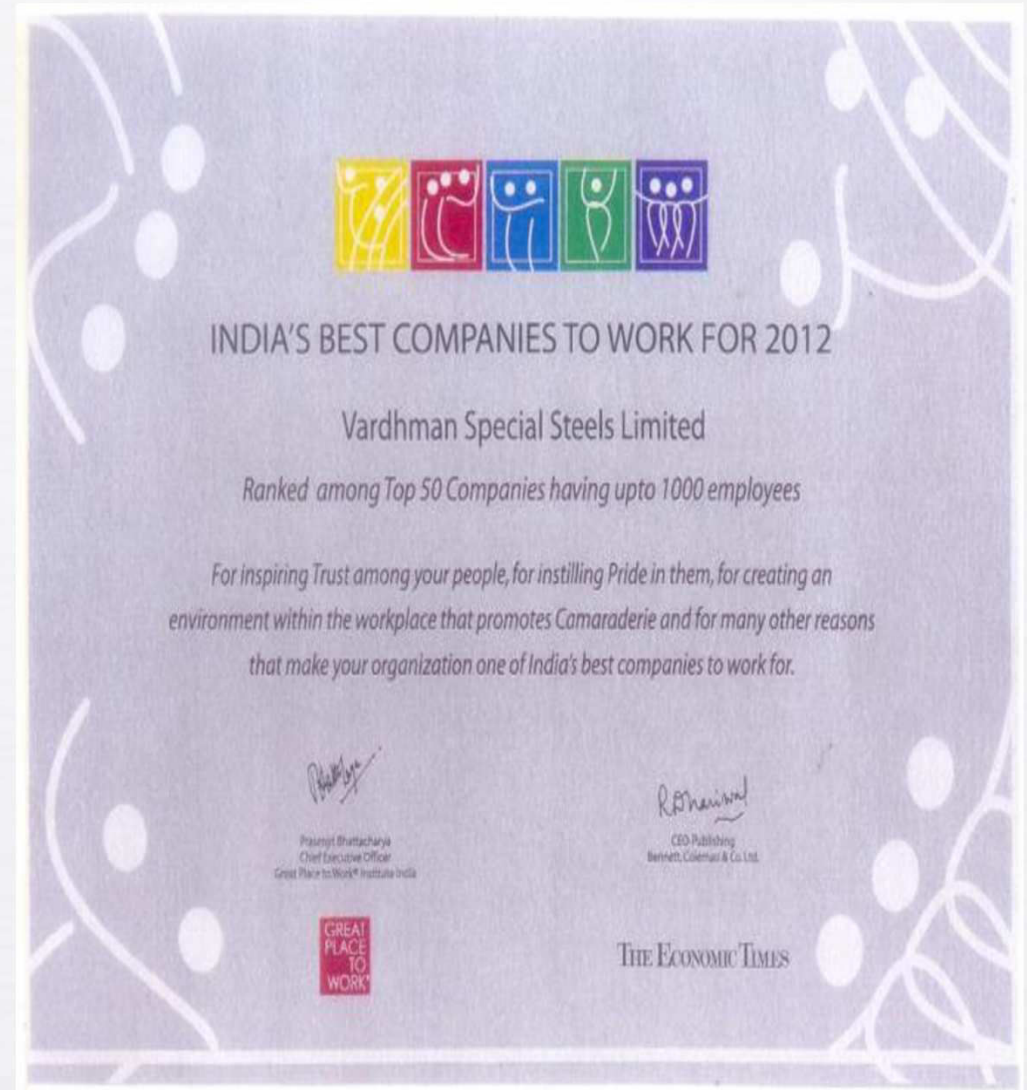 INDIA'S BEST COMPANIES TO WORK FOR 2012
Vardhman Special Steels Limited
Ranked among Top 50 Companies having upto 1000 employees
For inspiring Trust among your people, for instilling Pride in them, for creating an
environment within the workplace that promotes Camaraderie and for many other reasons
that make your organization one of India's best companies to work for.
RDhariwal
Prasenjit Bhattacharya
Chief Executive Officer
Great Place to Work® Institute India
CEO-Publishing
Bennett, Coleman & Co. Ltd.
GREAT
PLACE
TO
WORK®
THE ECONOMIC TIMES